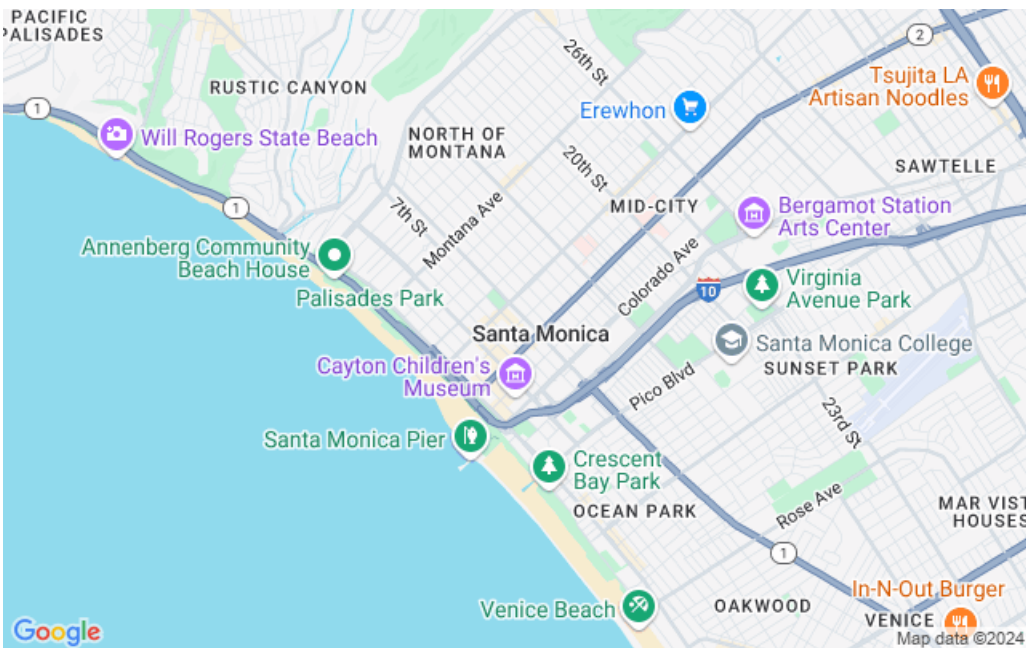 PACIFIC
PALISADES
26th St
2
RUSTIC CANYON
Tsujita LA
Artisan Noodles
1
Erewhon
Will Rogers State Beach
NORTH OF
MONTANA
20th St
SAWTELLE
7th St
Montana Ave
MID-CITY
1
Bergamot Station
Arts Center
Annenberg Community
Beach House
Colorado Ave
Palisades Park
10
Virginia
Avenue Park
Santa Monica
Santa Monica College
SUNSET PARK
Cayton Children's
Museum
Pico Blvd
23rd St
Santa Monica Pier
Crescent
Bay Park
Rose Ave
OCEAN PARK
MAR VIST
HOUSES
1
In-N-Out Burger
Venice Beach
OAKWOOD
VENICE
Google
Map data ©2024